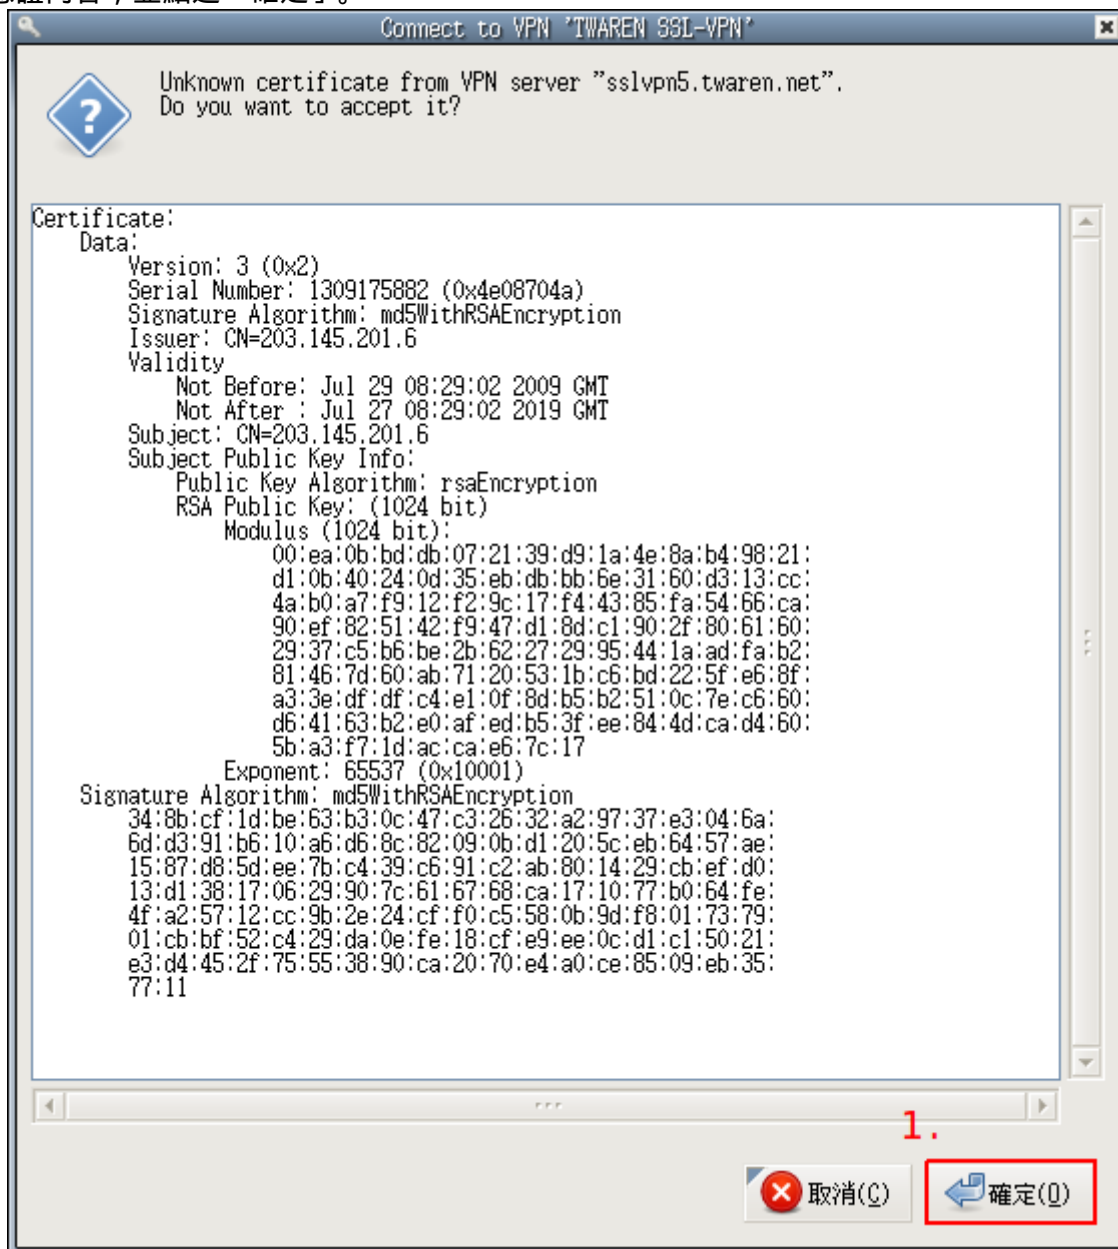 Connect to VPN 'TWAREN SSL-VPN'
Unknown certificate from VPN server "sslvpn5.twaren.net".
Do you want to accept it?
Certificate:
Data:
Version: 3 (0x2)
Serial Number: 1309175882 (0x4e08704a)
Signature Algorithm: md5WithRSAEncryption
Issuer: CN=203.145.201.6
Validity
Not Before: Jul 29 08:29:02 2009 GMT
Not After : Jul 27 08:29:02 2019 GMT
Subject: CN=203.145.201.6
Subject Public Key Info:
Public Key Algorithm: rsaEncryption
RSA Public Key: (1024 bit)
Modulus (1024 bit):
00:ea:0b:bd:db:07:21:39:d9:1a:4e:8a:b4:98:21:
d1:0b:40:24:0d:35:eb:db:bb:6e:31:60:d3:13:cc:
4a:b0:a7:f9:12:f2:9c:17:f4:43:85:fa:54:66:ca:
90:ef:82:51:42:f9:47:d1:8d:c1:90:2f:80:61:60:
29:37:c5:b6:be:2b:62:27:29:95:44:1a:ad:fa:b2:
81:46:7d:60:ab:71:20:53:1b:c6:bd:22:5f:e6:8f:
a3:3e:df:df:c4:e1:0f:8d:b5:b2:51:0c:7e:c6:60:
d6:41:63:b2:e0:af:ed:b5:3f:ee:84:4d:ca:d4:60:
5b:a3:f7:1d:ac:ca:e6:7c:17
Exponent: 65537 (0x10001)
Signature Algorithm: md5WithRSAEncryption
34:8b:cf:1d:be:63:b3:0c:47:c3:26:32:a2:97:37:e3:04:6a:
6d:d3:91:b6:10:a6:d6:8c:82:09:0b:d1:20:5c:eb:64:57:ae:
15:87:d8:5d:ee:7b:c4:39:c6:91:c2:ab:80:14:29:cb:ef:d0:
13:d1:38:17:06:29:90:7c:61:67:68:ca:17:10:77:b0:64:fe:
4f:a2:57:12:cc:9b:2e:24:cf:f0:c5:58:0b:9d:f8:01:73:79:
01:cb:bf:52:c4:29:da:0e:fe:18:cf:e9:ee:0c:d1:c1:50:21:
e3:d4:45:2f:75:55:38:90:ca:20:70:e4:a0:ce:85:09:eb:35:
77:11
1.
取消(C)
確定(O)